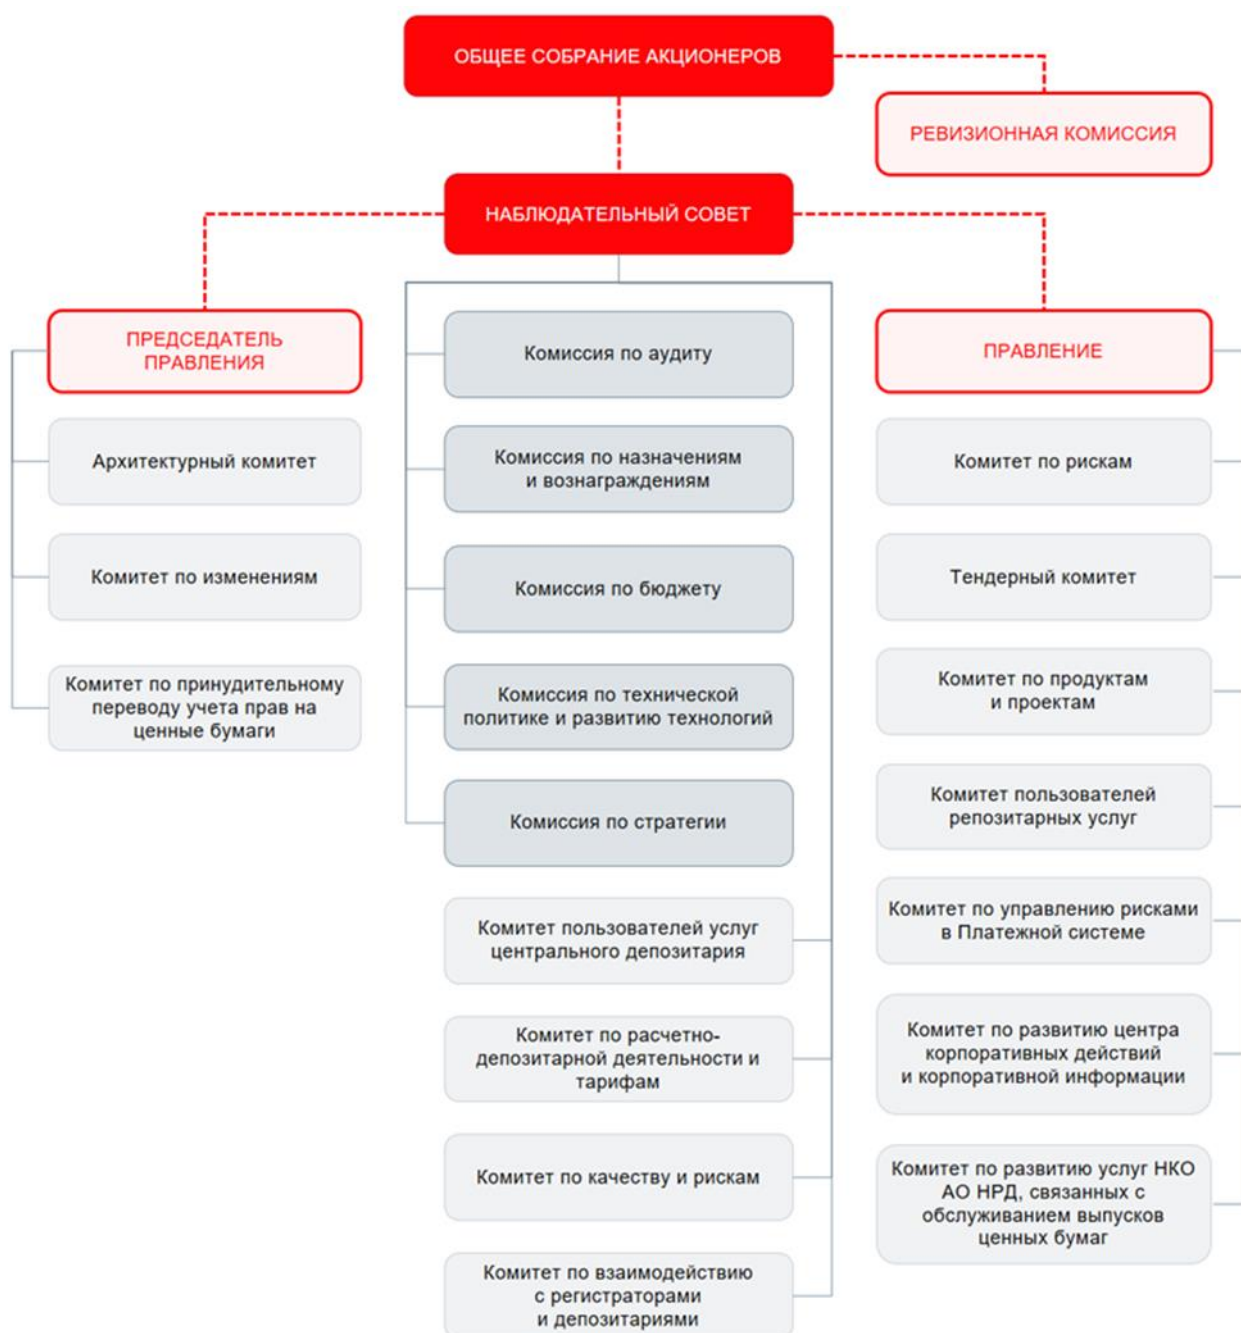 ОБЩЕЕ СОБРАНИЕ АКЦИОНЕРОВ
РЕВИЗИОННАЯ КОМИССИЯ
НАБЛЮДАТЕЛЬНЫЙ СОВЕТ
ПРЕДСЕДАТЕЛЬ
ПРАВЛЕНИЯ
Архитектурный комитет
Комитет по изменениям
Комитет по принудительному
переводу учета прав на
ценные бумаги
Комиссия по аудиту
Комиссия по назначениям
и вознаграждениям
Комиссия по бюджету
Комиссия по технической
политике и развитию технологий
Комиссия по стратегии
Комитет пользователей услуг
центрального депозитария
Комитет по расчетно-
депозитарной деятельности и
тарифам
Комитет по качеству и рискам
Комитет по взаимодействию
с регистраторами
и депозитариями
ПРАВЛЕНИЕ
Комитет по рискам
Тендерный комитет
Комитет по продуктам
и проектам
Комитет пользователей
репозитарных услуг
Комитет по управлению рисками
в Платежной системе
Комитет по развитию центра
корпоративных действий
и корпоративной информации
Комитет по развитию услуг НКО
АО НРД, связанных с
обслуживанием выпусков
ценных бумаг